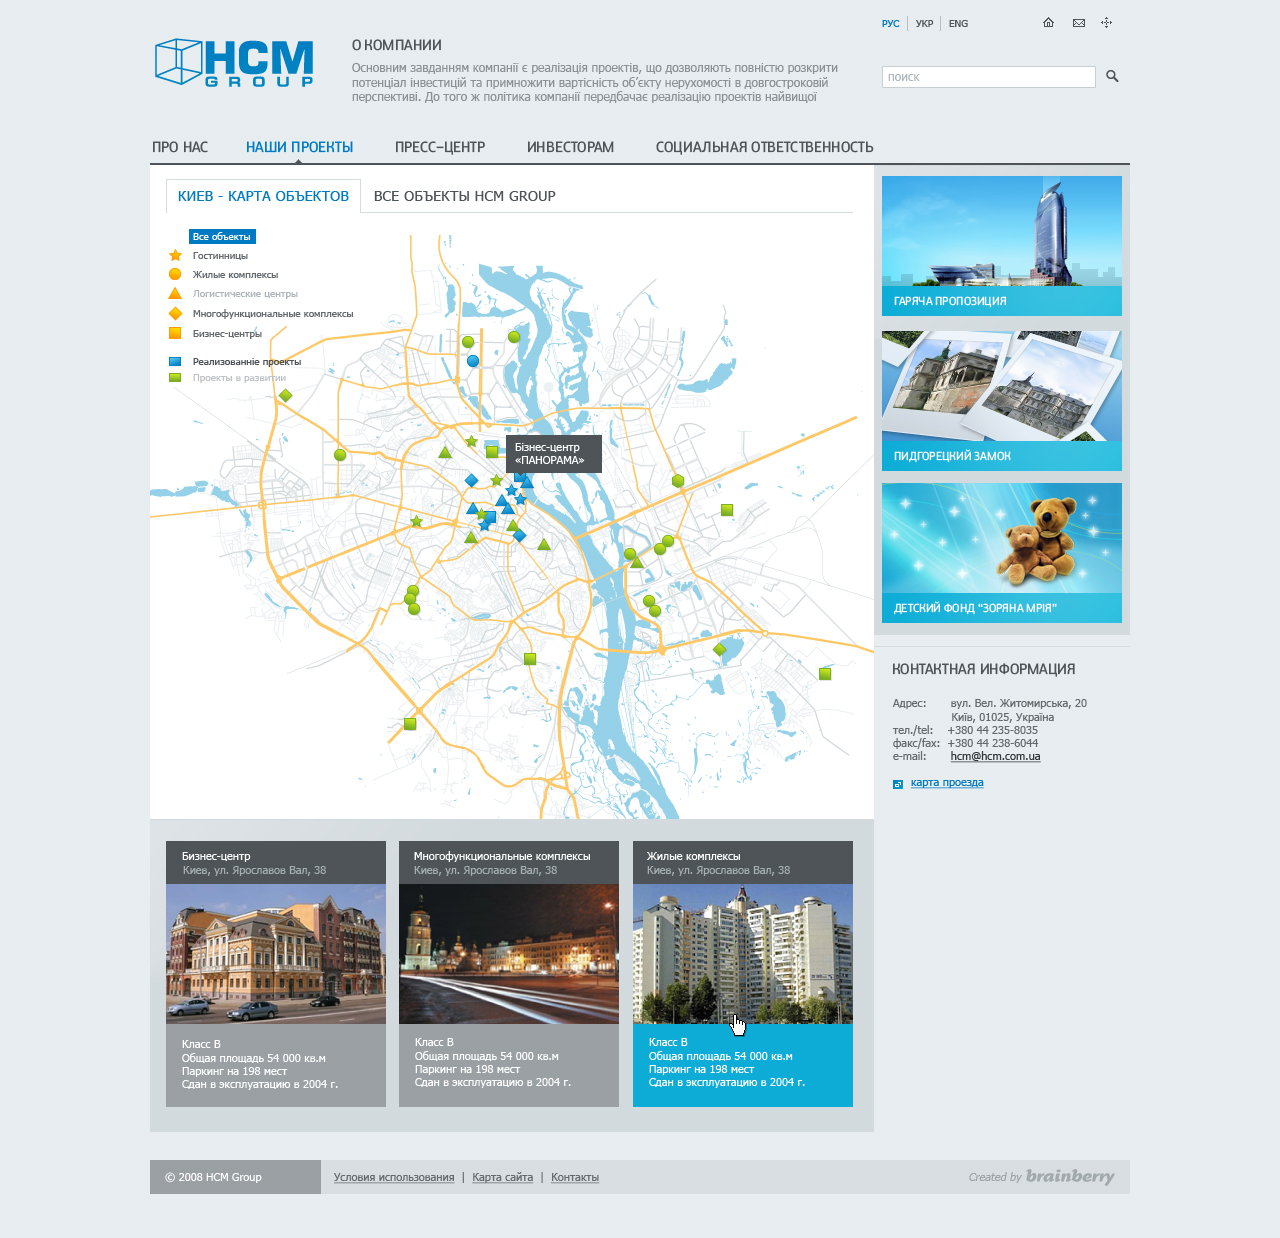 РУС
УКР
ENG
HCM
GROUP
О КОМПАНИИ
Основним завданням компанії є реалізація проектів, що дозволяють повністю розкрити
потенціал інвестицій та примножити вартісність об’єкту нерухомості в довгостроковій
перспективі. До того ж політика компанії передбачає реалізацію проектів найвищої
поиск
ПРО НАС
НАШИ ПРОЕКТЫ
ПРЕСС-ЦЕНТР
ИНВЕСТОРАМ
СОЦИАЛЬНАЯ ОТВЕТСТВЕННОСТЬ
КИЕВ - КАРТА ОБЪЕКТОВ
ВСЕ ОБЪЕКТЫ HCM GROUP
Все объекты
Гостинницы
Жилые комплексы
Логистические центры
Многофункциональные комплексы
Бизнес-центры
Реализованніе проекты
Проекты в развитии
Бізнес-центр
«ПАНОРАМА»
ГАРЯЧА ПРОПОЗИЦИЯ
ПИДГОРЕЦКИЙ ЗАМОК
ДЕТСКИЙ ФОНД “ЗОРЯНА МРІЯ”
КОНТАКТНАЯ ИНФОРМАЦИЯ
Адрес: вул. Вел. Житомирська, 20
Київ, 01025, Україна
тел./tel: +380 44 235-8035
факс/fax: +380 44 238-6044
e-mail: hcm@hcm.com.ua
карта проезда
Бизнес-центр
Киев, ул. Ярославов Вал, 38
Класс В
Общая площадь 54 000 кв.м
Паркинг на 198 мест
Сдан в эксплуатацию в 2004 г.
Многофункциональные комплексы
Киев, ул. Ярославов Вал, 38
Класс В
Общая площадь 54 000 кв.м
Паркинг на 198 мест
Сдан в эксплуатацию в 2004 г.
Жилые комплексы
Киев, ул. Ярославов Вал, 38
Класс В
Общая площадь 54 000 кв.м
Паркинг на 198 мест
Сдан в эксплуатацию в 2004 г.
© 2008 HCM Group
Условия использования | Карта сайта | Контакты
Created by brainberry